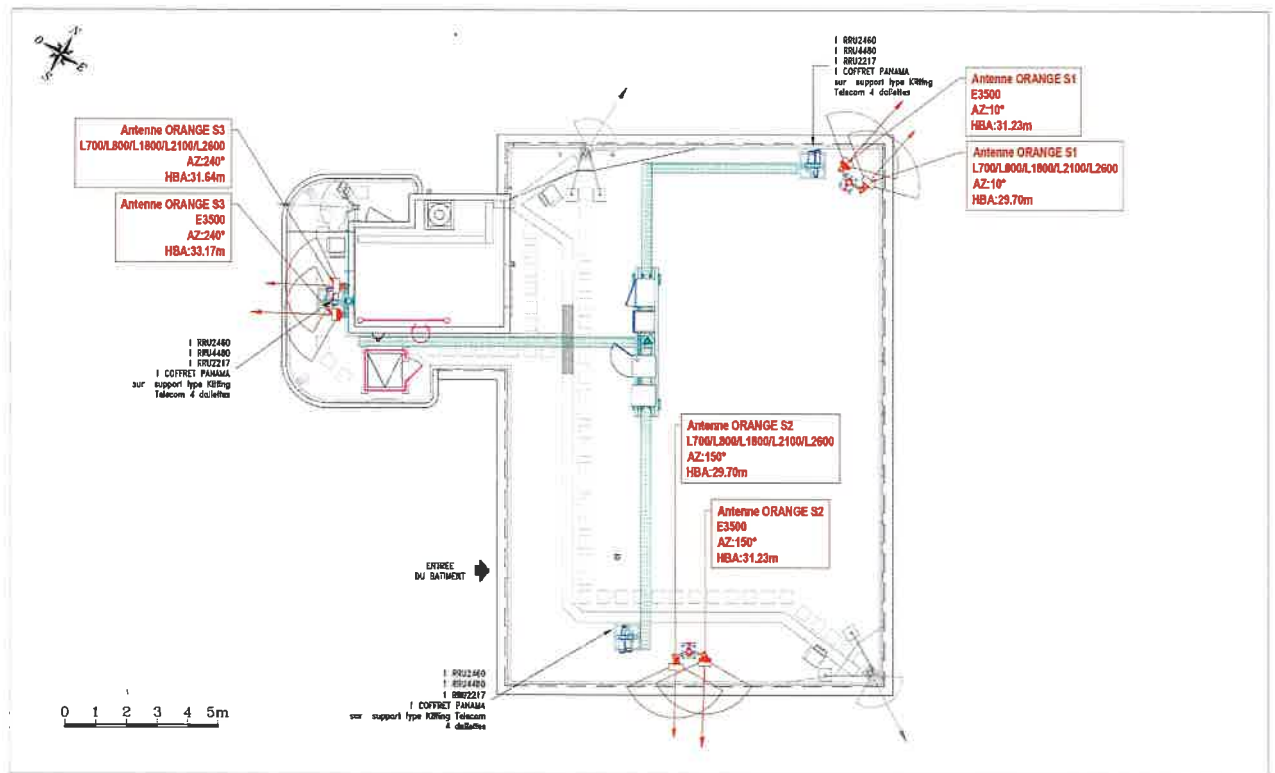 N
O
E
S
1 RRU2460
1 RRU4480
1 RRU2217
1 COFFRET PANAMA
sur support type Kitting
Telecom 4 dallettes
Antenne ORANGE S1
E3500
AZ:10°
HBA:31.23m
Antenne ORANGE S1
L700/L800/L1800/L2100/L2600
AZ:10°
HBA:29.70m
Antenne ORANGE S3
L700/L800/L1800/L2100/L2600
AZ:240°
HBA:31.64m
Antenne ORANGE S3
E3500
AZ:240°
HBA:33.17m
1 RRU2460
1 RRU4480
1 RRU2217
1 COFFRET PANAMA
sur support type Kitting
Telecom 4 dallettes
Antenne ORANGE S2
L700/L800/L1800/L2100/L2600
AZ:150°
HBA:29.70m
Antenne ORANGE S2
E3500
AZ:150°
HBA:31.23m
ENTREE
DU BATIMENT
1 RRU2460
1 RRU4480
1 RRU2217
1 COFFRET PANAMA
sur support type Kitting Telecom
4 dallettes
0 1 2 3 4 5m